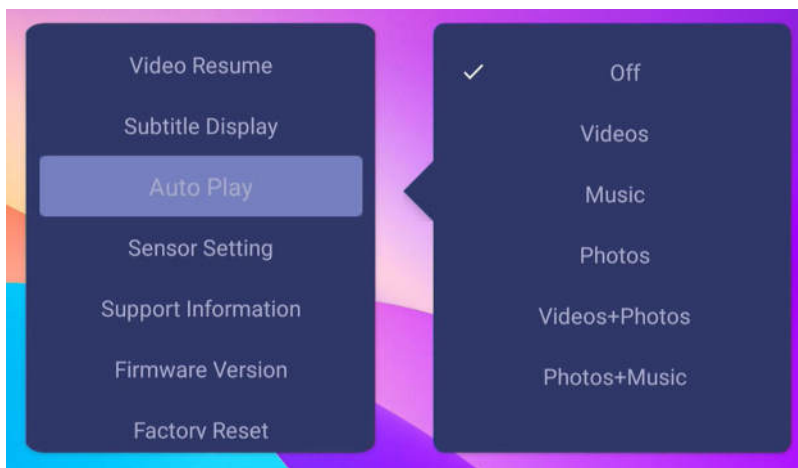 Video Resume
Subtitle Display
Auto Play
Sensor Setting
Support Information
Firmware Version
Factory Reset
Off
Videos
Music
Photos
Videos+Photos
Photos+Music